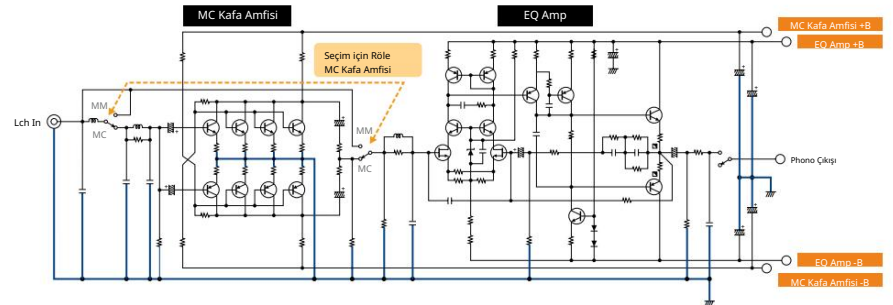 MC Kafa Amfisi
EQ Amp
MC Kafa Amfisi +B
EQ Amp +B
Seçim için Röle
MC Kafa Amfisi
MM
MC
Lch In
MM
MC
Phono Çıkışı
EQ Amp -B
MC Kafa Amfisi -B